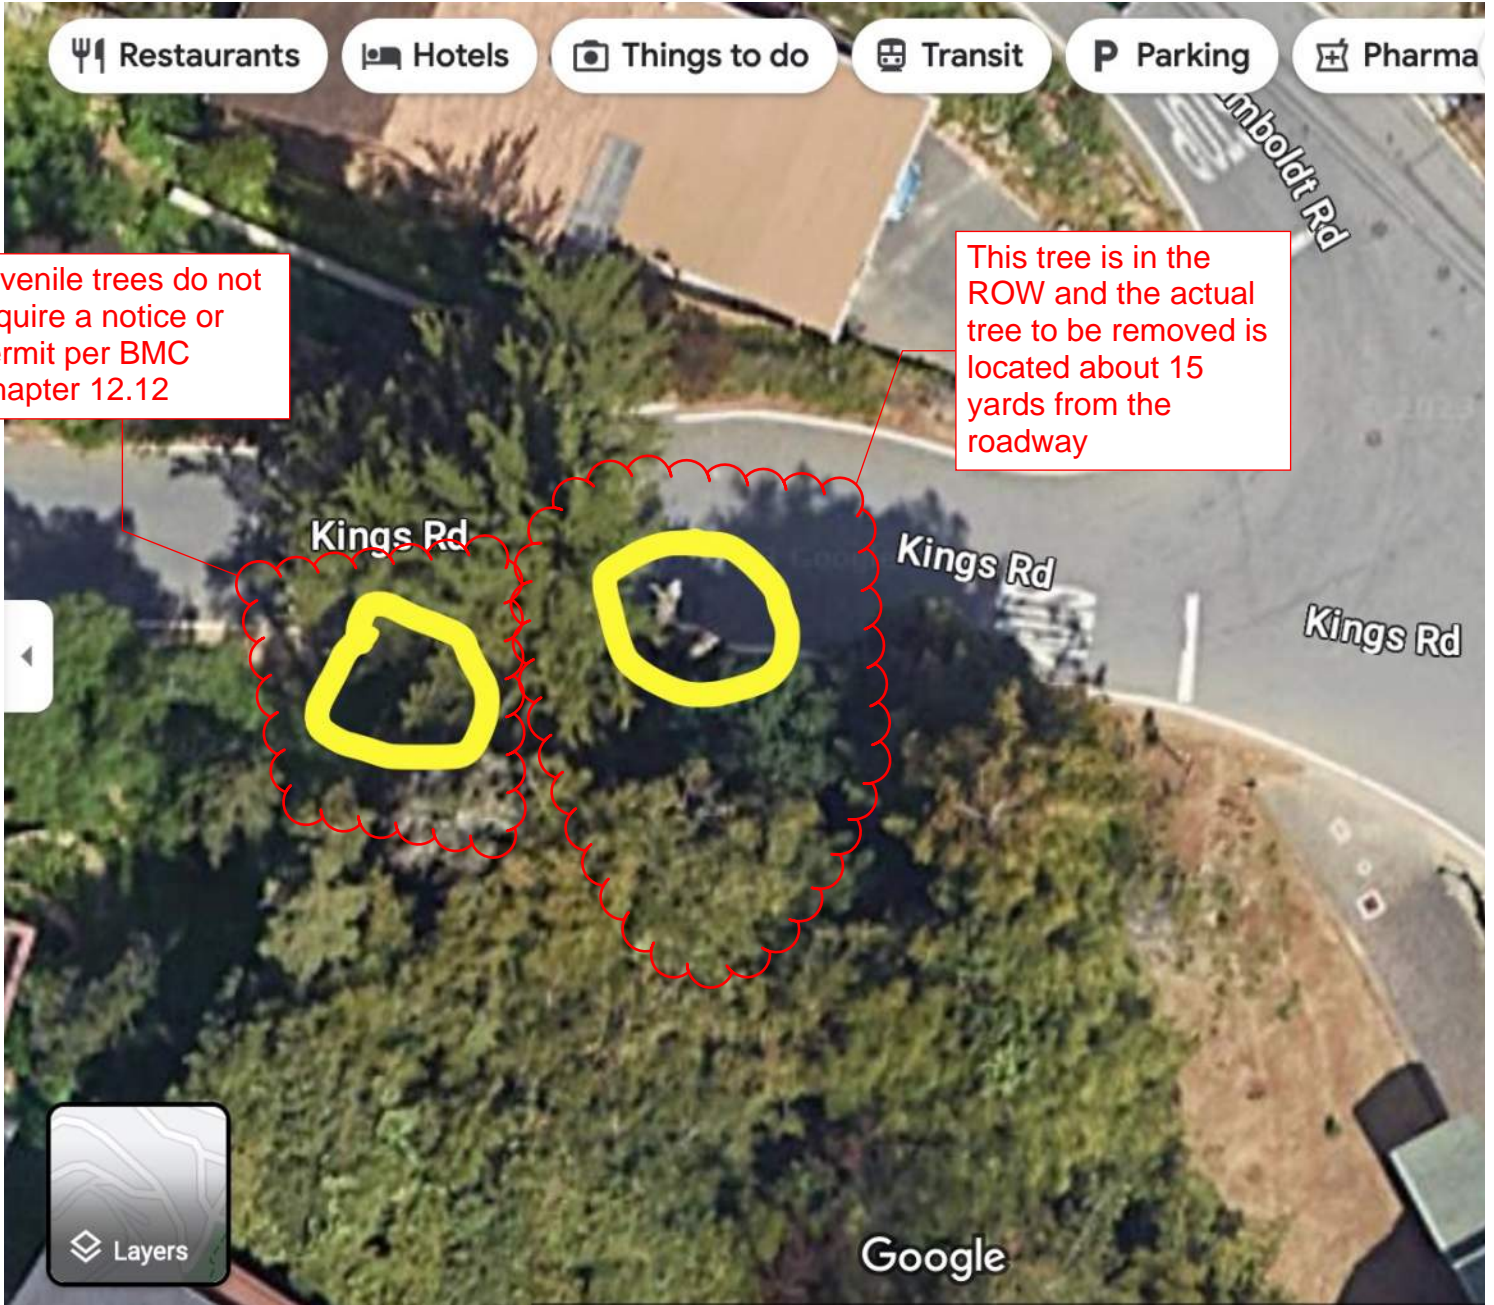 Restaurants
Hotels
Things to do
Transit
Parking
Pharma
mboldt Rd
venile trees do not
quire a notice or
ermit per BMC
hapter 12.12
This tree is in the
ROW and the actual
tree to be removed is
located about 15
yards from the
roadway
Kings Rd
Kings Rd
Kings Rd
Layers
Google